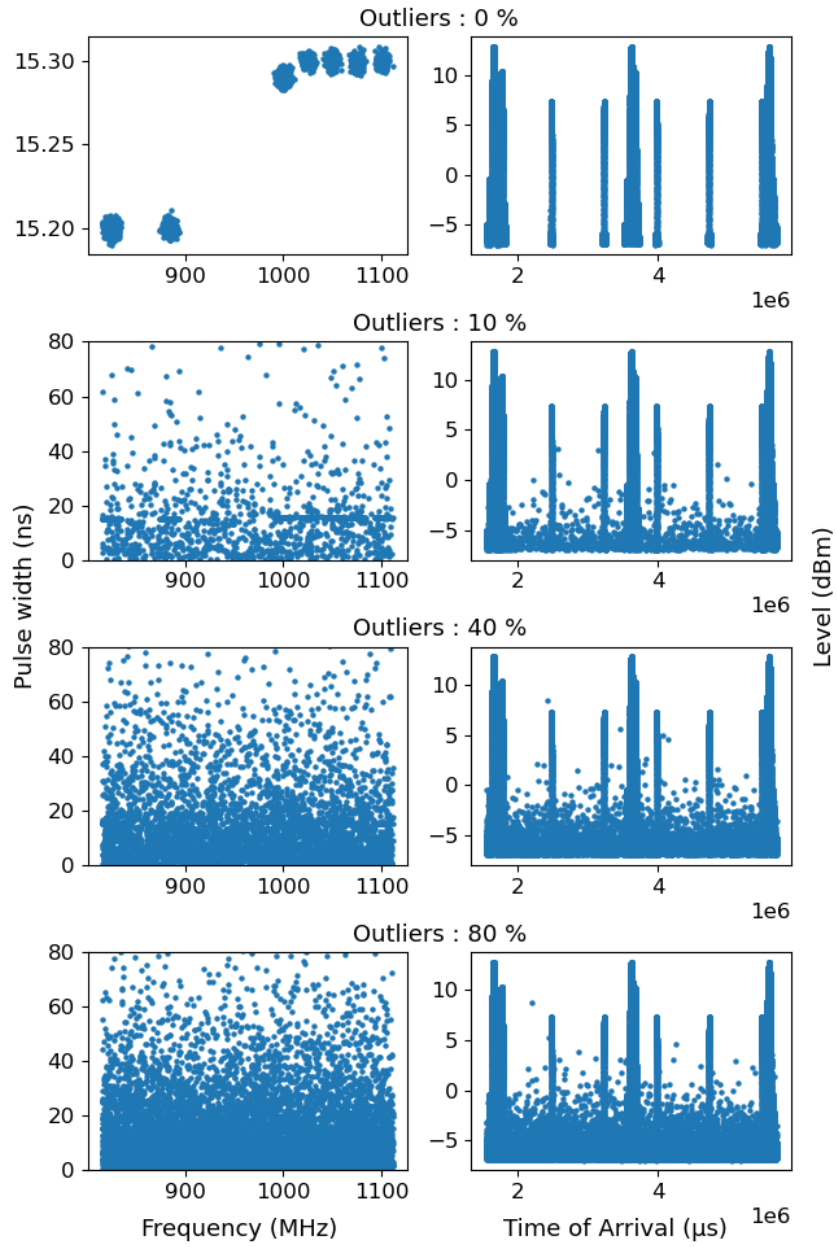 Outliers : 0 %
15.30
15.25
15.20
900 1000 1100
10
5
0
−5
2 4
1e6
Outliers : 10 %
80
60
40
20
0
900 1000 1100
10
5
0
−5
2 4
1e6
Outliers : 40 %
80
60
40
20
0
900 1000 1100
10
5
0
−5
2 4
1e6
Outliers : 80 %
80
60
40
20
0
900 1000 1100
10
5
0
−5
2 4
1e6
Pulse width (ns)
Level (dBm)
Frequency (MHz)
Time of Arrival (μs)